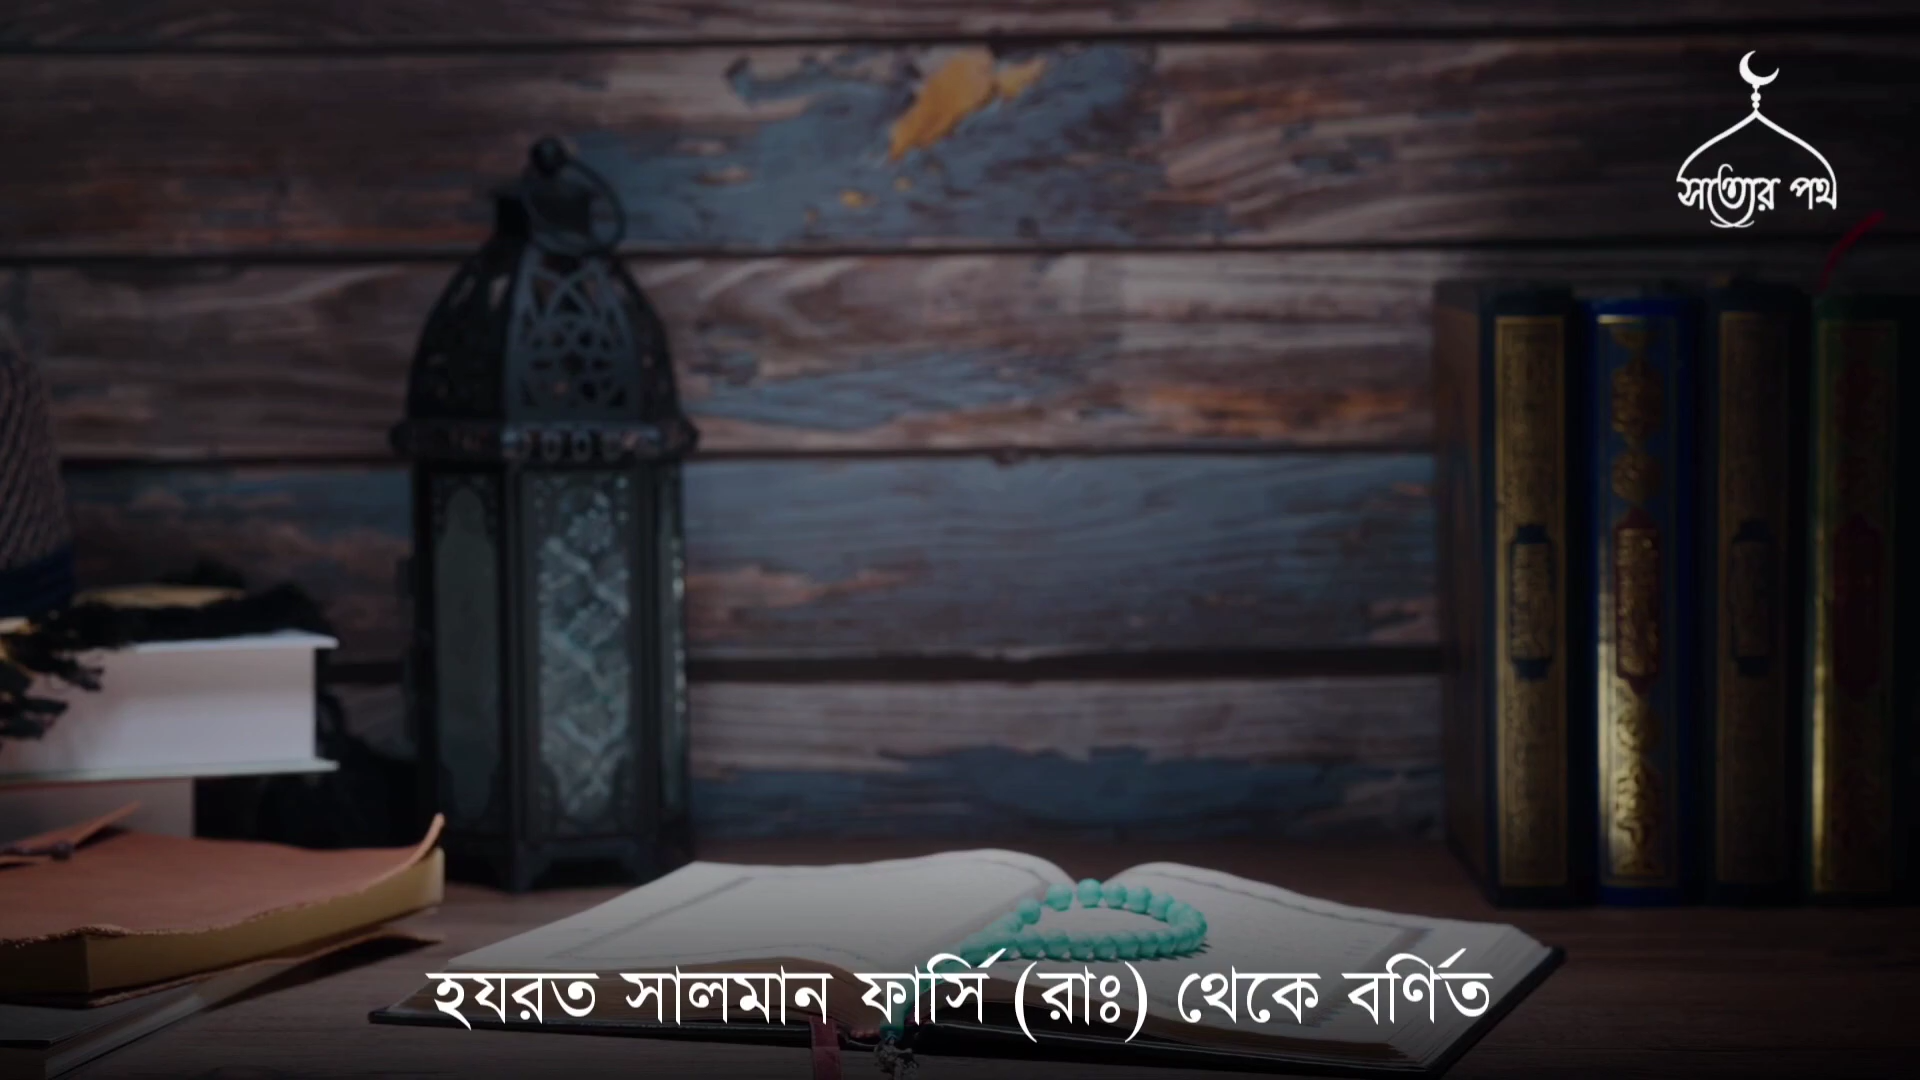 সত্যের পথ
হযরত সালমান ফার্সি (রাঃ) থেকে বর্ণিত